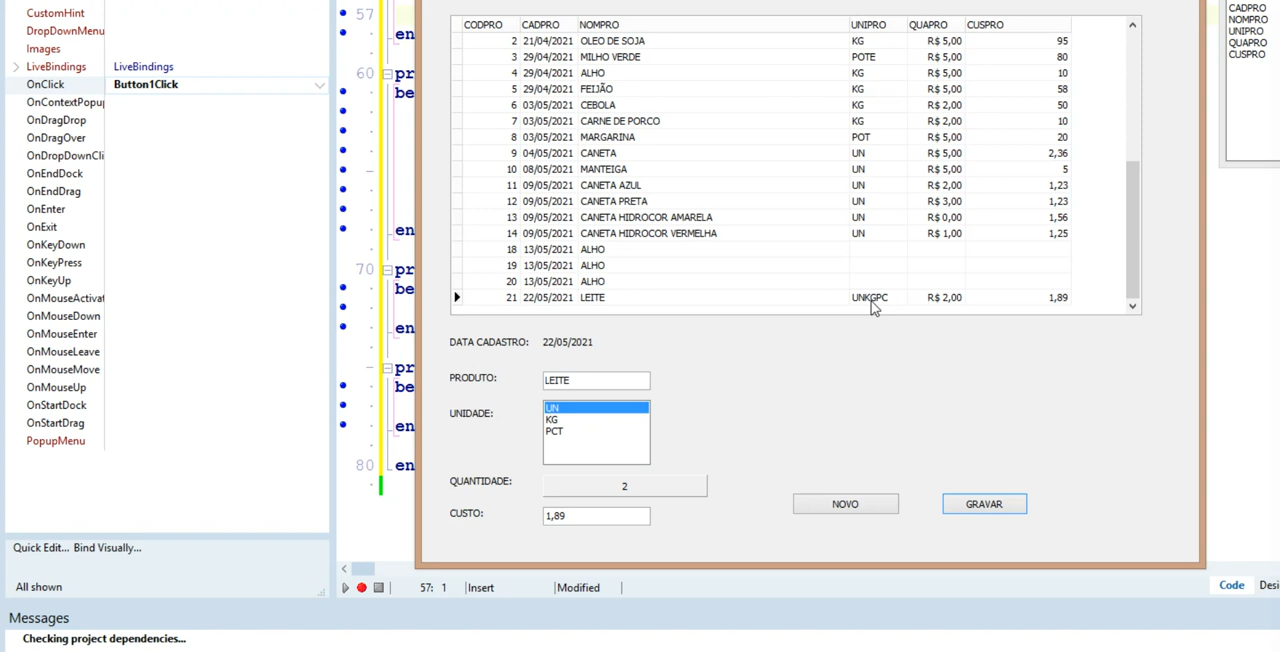 CustomHint
DropDownMenu
Images
LiveBindings LiveBindings
OnClick Button1Click
OnContextPopu
OnDragDrop
OnDragOver
OnDropDownCli
OnEndDock
OnEndDrag
OnEnter
OnExit
OnKeyDown
OnKeyPress
OnKeyUp
OnMouseActivat
OnMouseDown
OnMouseEnter
OnMouseLeave
OnMouseMove
OnMouseUp
OnStartDock
OnStartDrag
PopupMenu
Quick Edit... Bind Visually...
All shown
57
en
60 pr
be
en
70 pr
be
en
pr
be
en
80 en
CODPRO CADPRO NOMPRO UNIPRO QUAPRO CUSPRO
2 21/04/2021 OLEO DE SOJA KG R$ 5,00 95
3 29/04/2021 MILHO VERDE POTE R$ 5,00 80
4 29/04/2021 ALHO KG R$ 5,00 10
5 29/04/2021 FEIJÃO KG R$ 5,00 58
6 03/05/2021 CEBOLA KG R$ 2,00 50
7 03/05/2021 CARNE DE PORCO KG R$ 2,00 10
8 03/05/2021 MARGARINA POT R$ 5,00 20
9 04/05/2021 CANETA UN R$ 5,00 2,36
10 08/05/2021 MANTEIGA UN R$ 5,00 5
11 09/05/2021 CANETA AZUL UN R$ 2,00 1,23
12 09/05/2021 CANETA PRETA UN R$ 3,00 1,23
13 09/05/2021 CANETA HIDROCOR AMARELA UN R$ 0,00 1,56
14 09/05/2021 CANETA HIDROCOR VERMELHA UN R$ 1,00 1,25
18 13/05/2021 ALHO
19 13/05/2021 ALHO
20 13/05/2021 ALHO
21 22/05/2021 LEITE UNKGPC R$ 2,00 1,89
DATA CADASTRO: 22/05/2021
PRODUTO: LEITE
UNIDADE: UN
KG
PCT
QUANTIDADE: 2
CUSTO: 1,89
NOVO GRAVAR
CADPRO
NOMPRO
UNIPRO
QUAPRO
CUSPRO
57: 1 Insert Modified
Code Desi
Messages
Checking project dependencies...